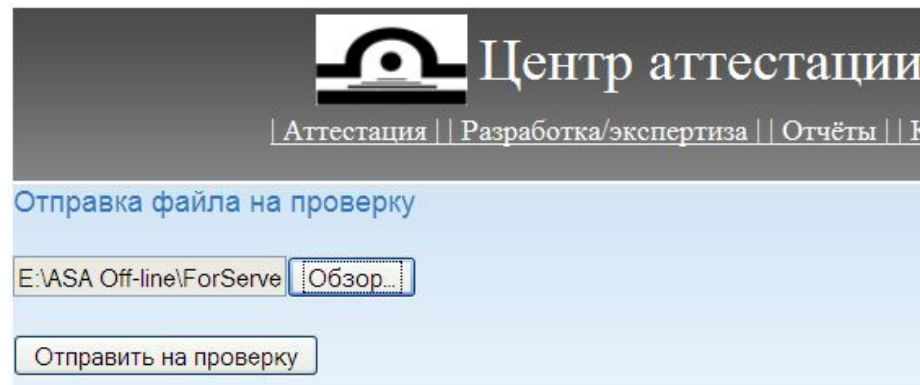 Центр аттестации
| Аттестация | | Разработка/экспертиза | | Отчёты | |
Отправка файла на проверку
E:\ASA Off-line\ForServe Обзор...
Отправить на проверку